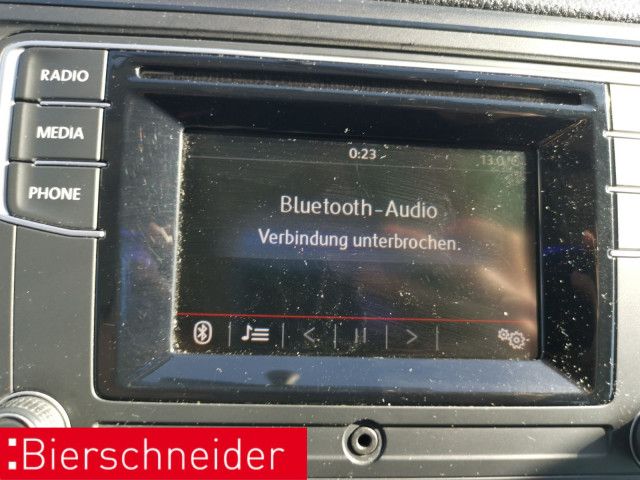 RADIO
MEDIA
PHONE
0:23
13.0 °C
Bluetooth-Audio
Verbindung unterbrochen.
Bierschneider